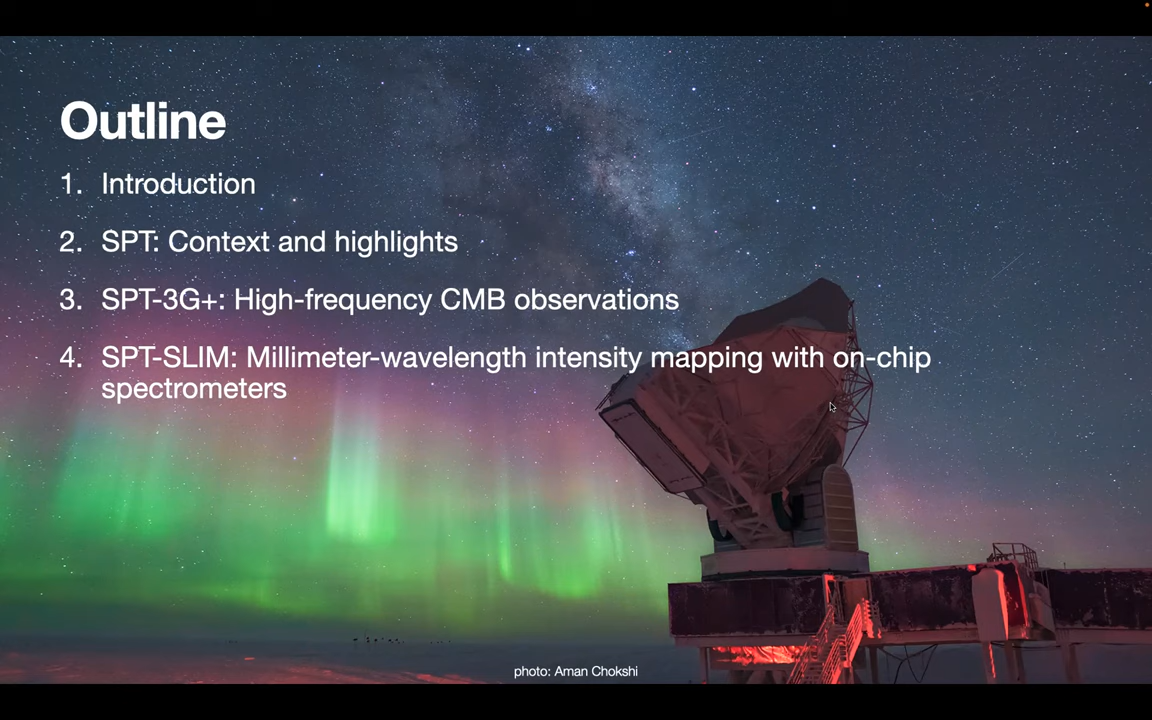 Outline
1. Introduction
2. SPT: Context and highlights
3. SPT-3G+: High-frequency CMB observations
4. SPT-SLIM: Millimeter-wavelength intensity mapping with on-chip
spectrometers
photo: Aman Chokshi